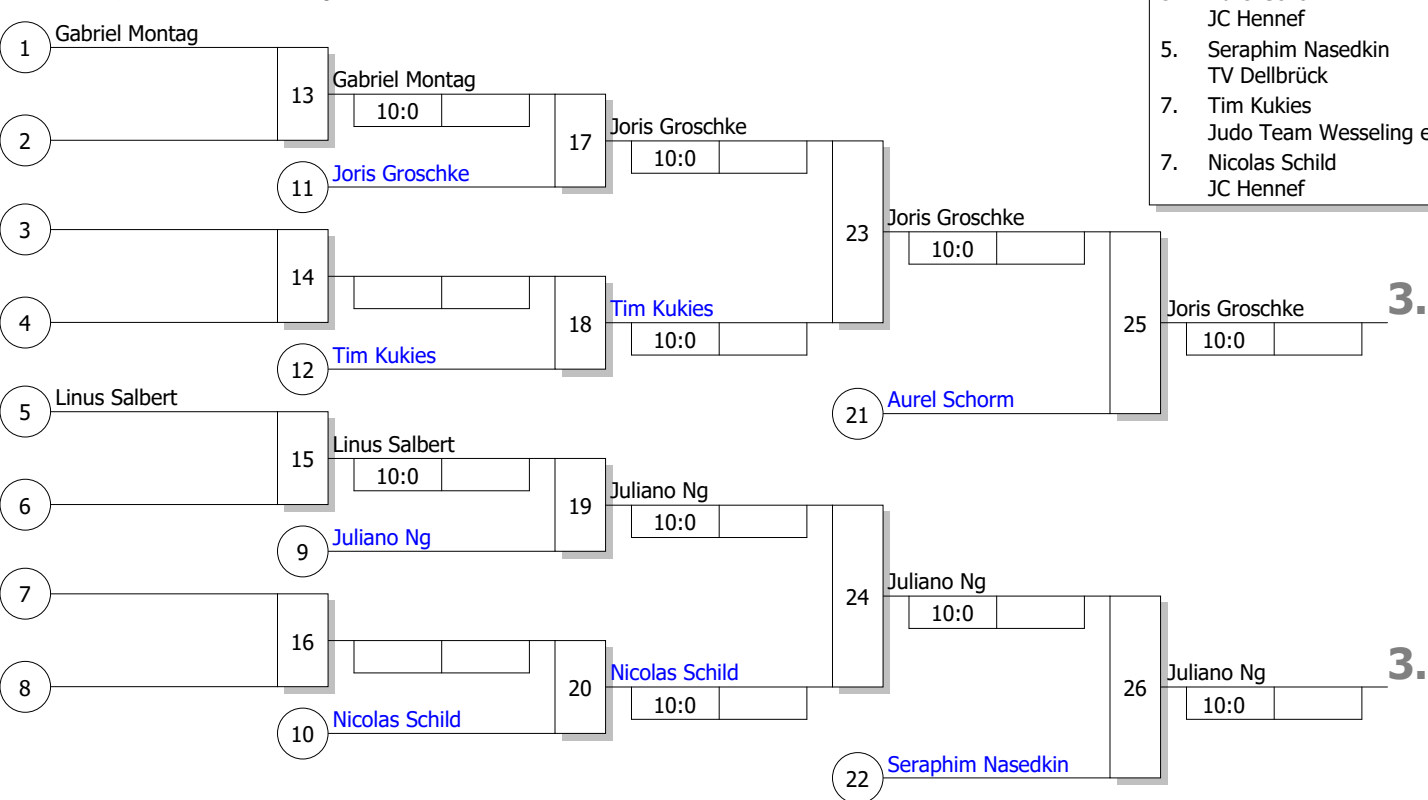 JC Hennef
5. Seraphim Nasedkin
TV Dellbrück
7. Tim Kukies
Judo Team Wesseling
7. Nicolas Schild
JC Hennef
1 Gabriel Montag
13 Gabriel Montag
10:0
2
17 Joris Groschke
10:0
11 Joris Groschke
3
23 Joris Groschke
10:0
14
3.
4
18 Tim Kukies
10:0
25 Joris Groschke
10:0
12 Tim Kukies
5 Linus Salbert
21 Aurel Schorm
15 Linus Salbert
10:0
6
19 Juliano Ng
10:0
9 Juliano Ng
7
24 Juliano Ng
10:0
16
3.
8
20 Nicolas Schild
10:0
26 Juliano Ng
10:0
10 Nicolas Schild
22 Seraphim Nasedkin